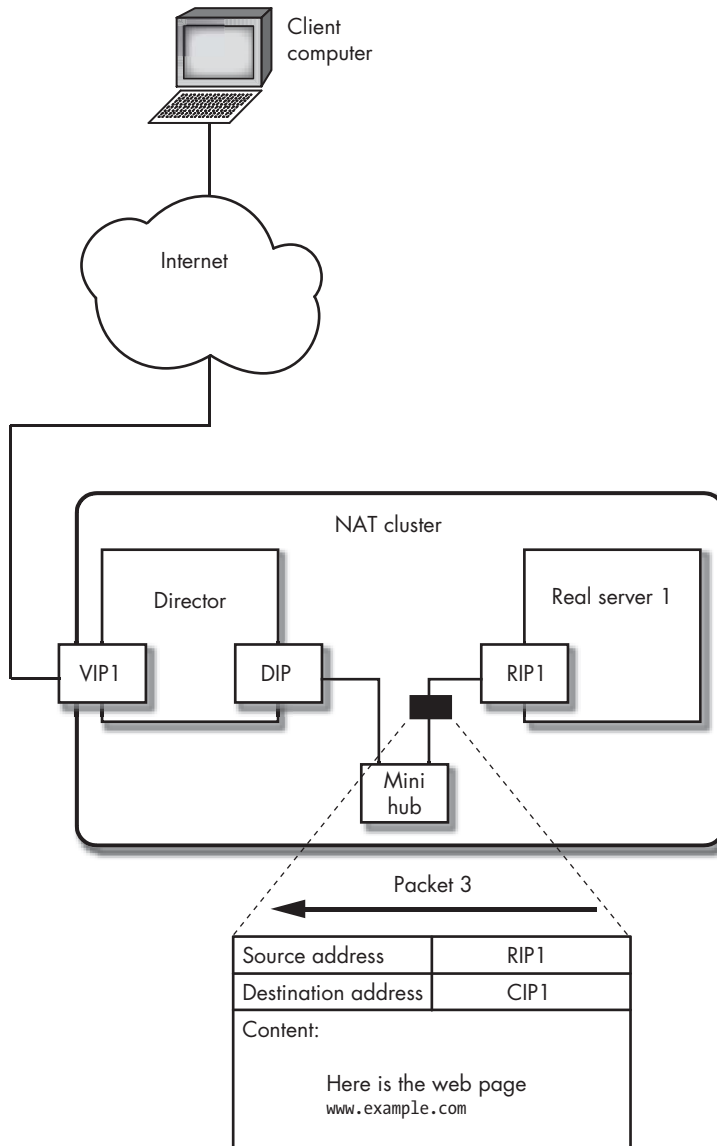 Client
computer
Internet
NAT cluster
Director
Real server 1
VIP1
DIP
RIP1
Mini
hub
Packet 3
Source address RIP1
Destination address CIP1
Content:
Here is the web page
www.example.com